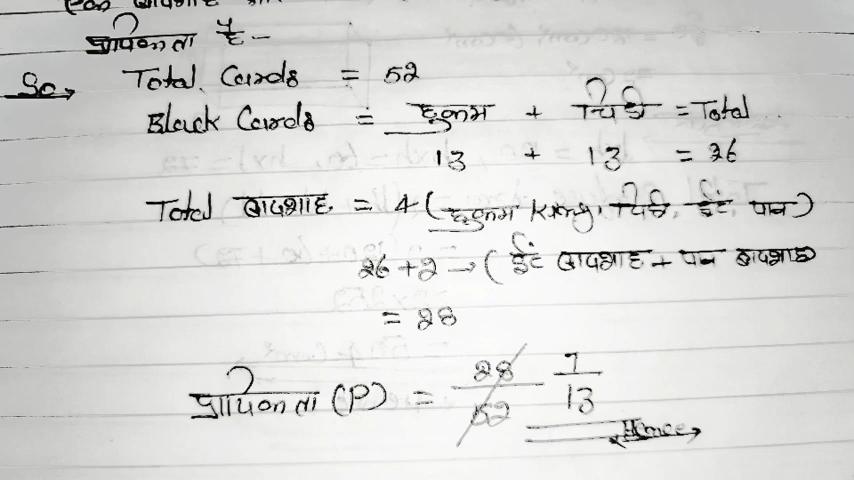 बादशाह
प्रायिकता है -
So Total Cards = 52
Black Cards = हुकुम + चिडी = Total
13 + 13 = 26
Total बादशाह = 4 (हुकुम King, चिडी, ईंट पान)
26 + 2 → (ईंट बादशाह + पान बादशाह
= 28
प्रायिकता (P) = 28/52 7/13
Hence